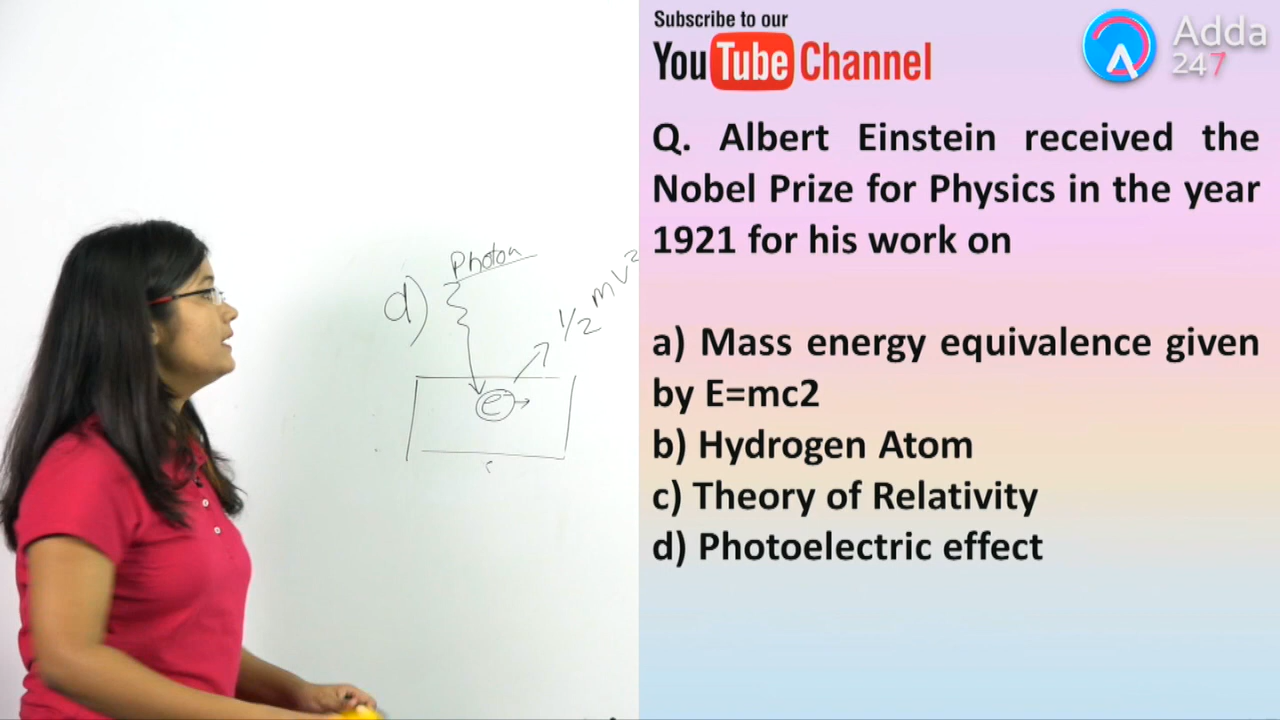 Photon
d)
1/2 mv²
e⁻
Subscribe to our
YouTube Channel
Adda
247
Q. Albert Einstein received the
Nobel Prize for Physics in the year
1921 for his work on
a) Mass energy equivalence given
by E=mc2
b) Hydrogen Atom
c) Theory of Relativity
d) Photoelectric effect